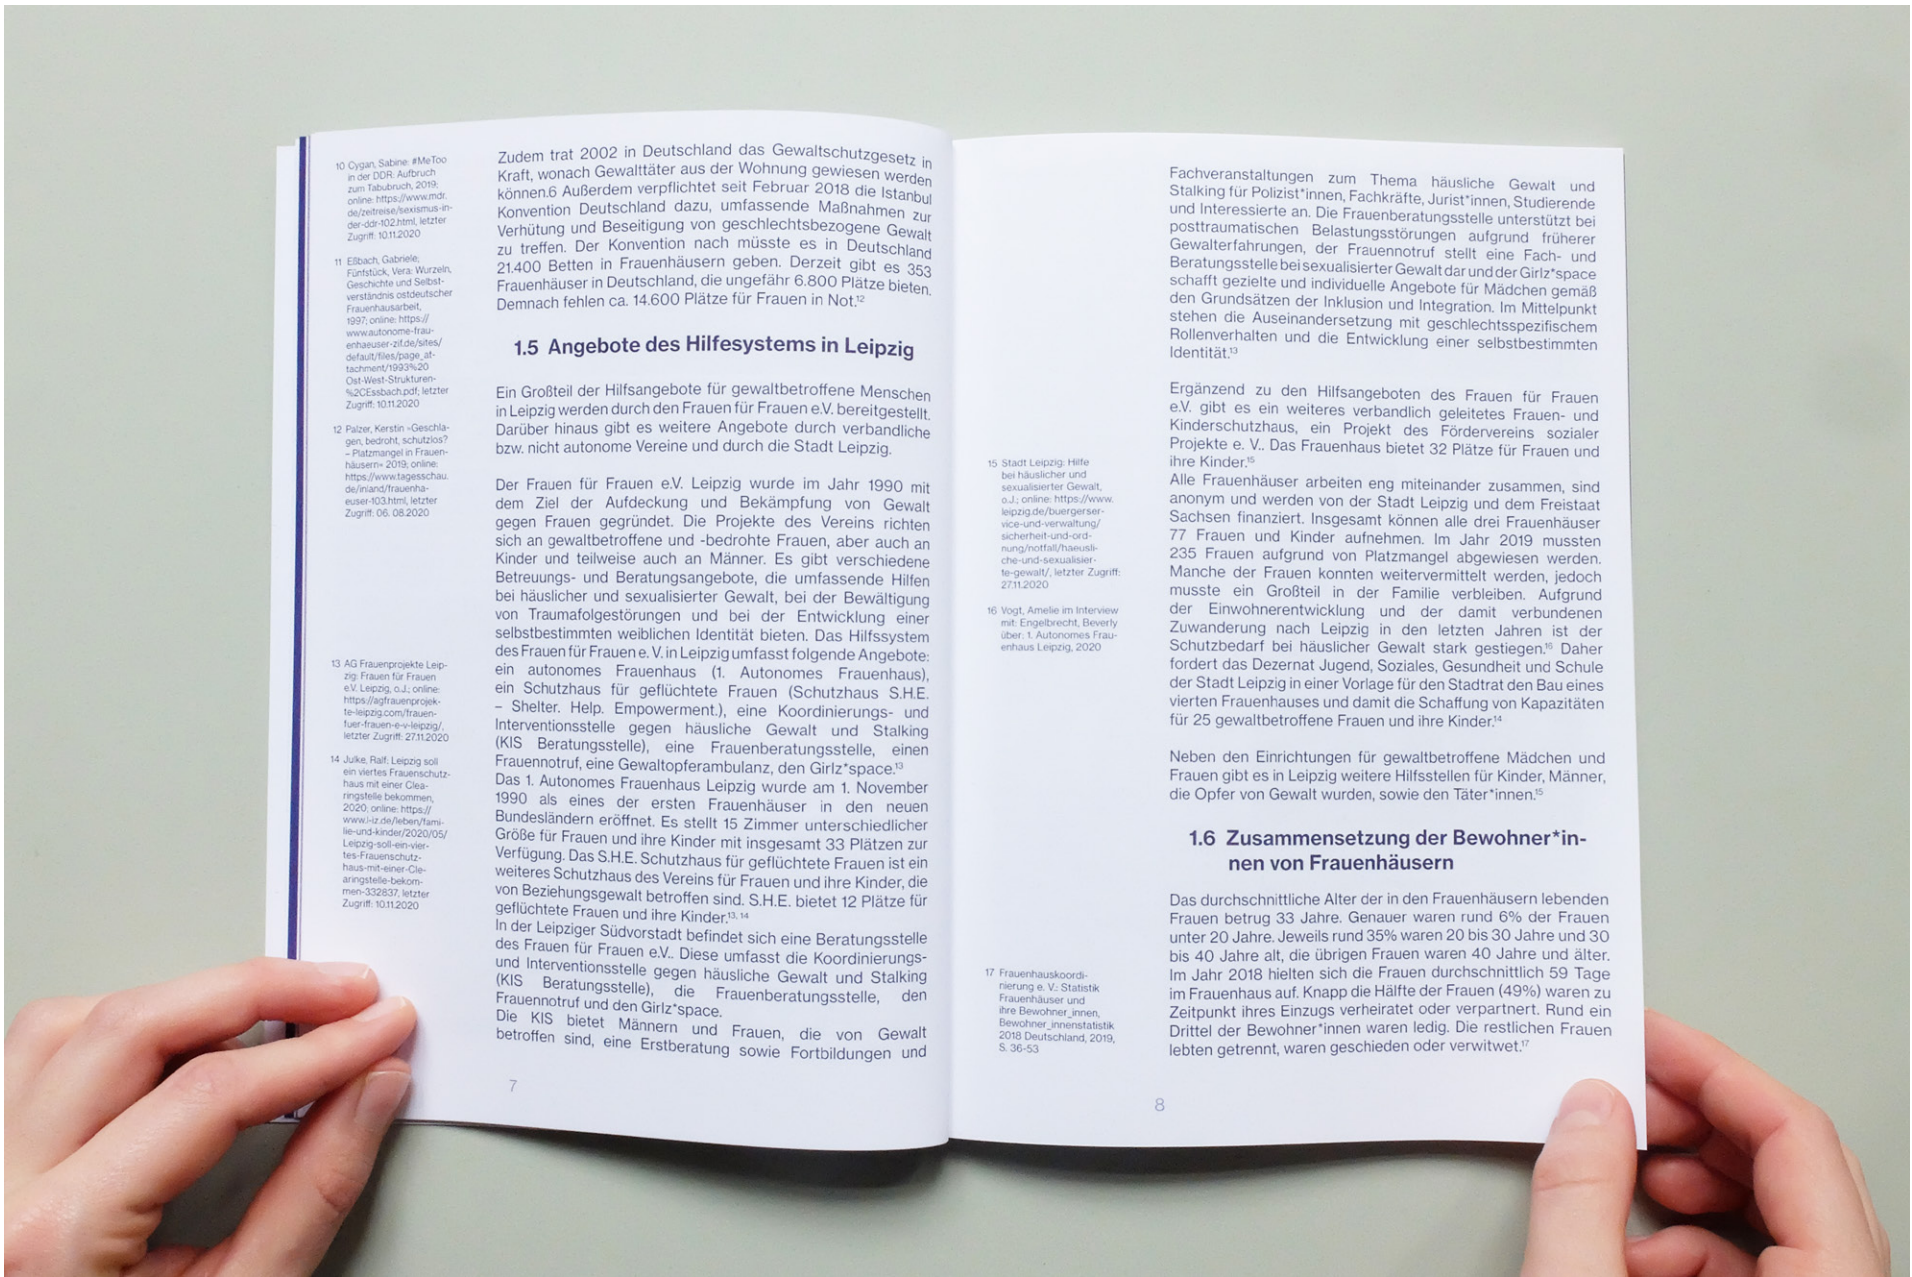 10 Cygan, Sabine: #MeToo
in der DDR: Aufbruch
zum Tabubruch, 2019;
online: https://www.mdr.
de/zeitreise/sexismus-in-
der-ddr-102.html, letzter
Zugriff: 10.11.2020
11 Eßbach, Gabriele;
Fünfstück, Vera: Wurzeln,
Geschichte und Selbst-
verständnis ostdeutscher
Frauenhausarbeit,
1997; online: https://
www.autonome-frau-
enhaeuser-zif.de/sites/
default/files/page_at-
tachment/1993%20
Ost-West-Strukturen-
%2CEssbach.pdf; letzter
Zugriff: 10.11.2020
12 Palzer, Kerstin »Geschla-
gen, bedroht, schutzlos?
– Platzmangel in Frauen-
häusern« 2019; online:
https://www.tagesschau.
de/inland/frauenha-
euser-103.html, letzter
Zugriff: 06. 08.2020
13 AG Frauenprojekte Leip-
zig: Frauen für Frauen
e.V. Leipzig, o.J.; online:
https://agfrauenprojek-
te-leipzig.com/frauen-
fuer-frauen-e-v-leipzig/,
letzter Zugriff: 27.11.2020
14 Julke, Ralf: Leipzig soll
ein viertes Frauenschutz-
haus mit einer Clea-
ringstelle bekommen,
2020; online: https://
www.l-iz.de/leben/fami-
lie-und-kinder/2020/05/
Leipzig-soll-ein-vier-
tes-Frauenschutz-
haus-mit-einer-Cle-
aringstelle-bekom-
men-332837, letzter
Zugriff: 10.11.2020
Zudem trat 2002 in Deutschland das Gewaltschutzgesetz in
Kraft, wonach Gewalttäter aus der Wohnung gewiesen werden
können.6 Außerdem verpflichtet seit Februar 2018 die Istanbul
Konvention Deutschland dazu, umfassende Maßnahmen zur
Verhütung und Beseitigung von geschlechtsbezogene Gewalt
zu treffen. Der Konvention nach müsste es in Deutschland
21.400 Betten in Frauenhäusern geben. Derzeit gibt es 353
Frauenhäuser in Deutschland, die ungefähr 6.800 Plätze bieten.
Demnach fehlen ca. 14.600 Plätze für Frauen in Not.¹²
1.5 Angebote des Hilfesystems in Leipzig
Ein Großteil der Hilfsangebote für gewaltbetroffene Menschen
in Leipzig werden durch den Frauen für Frauen e.V. bereitgestellt.
Darüber hinaus gibt es weitere Angebote durch verbandliche
bzw. nicht autonome Vereine und durch die Stadt Leipzig.
Der Frauen für Frauen e.V. Leipzig wurde im Jahr 1990 mit
dem Ziel der Aufdeckung und Bekämpfung von Gewalt
gegen Frauen gegründet. Die Projekte des Vereins richten
sich an gewaltbetroffene und -bedrohte Frauen, aber auch an
Kinder und teilweise auch an Männer. Es gibt verschiedene
Betreuungs- und Beratungsangebote, die umfassende Hilfen
bei häuslicher und sexualisierter Gewalt, bei der Bewältigung
von Traumafolgestörungen und bei der Entwicklung einer
selbstbestimmten weiblichen Identität bieten. Das Hilfssystem
des Frauen für Frauen e. V. in Leipzig umfasst folgende Angebote:
ein autonomes Frauenhaus (1. Autonomes Frauenhaus),
ein Schutzhaus für geflüchtete Frauen (Schutzhaus S.H.E.
– Shelter. Help. Empowerment.), eine Koordinierungs- und
Interventionsstelle gegen häusliche Gewalt und Stalking
(KIS Beratungsstelle), eine Frauenberatungsstelle, einen
Frauennotruf, eine Gewaltopferambulanz, den Girlz*space.¹³
Das 1. Autonomes Frauenhaus Leipzig wurde am 1. November
1990 als eines der ersten Frauenhäuser in den neuen
Bundesländern eröffnet. Es stellt 15 Zimmer unterschiedlicher
Größe für Frauen und ihre Kinder mit insgesamt 33 Plätzen zur
Verfügung. Das S.H.E. Schutzhaus für geflüchtete Frauen ist ein
weiteres Schutzhaus des Vereins für Frauen und ihre Kinder, die
von Beziehungsgewalt betroffen sind. S.H.E. bietet 12 Plätze für
geflüchtete Frauen und ihre Kinder.¹³, ¹⁴
In der Leipziger Südvorstadt befindet sich eine Beratungsstelle
des Frauen für Frauen e.V.. Diese umfasst die Koordinierungs-
und Interventionsstelle gegen häusliche Gewalt und Stalking
(KIS Beratungsstelle), die Frauenberatungsstelle, den
Frauennotruf und den Girlz*space.
Die KIS bietet Männern und Frauen, die von Gewalt
betroffen sind, eine Erstberatung sowie Fortbildungen und
7
15 Stadt Leipzig: Hilfe
bei häuslicher und
sexualisierter Gewalt,
o.J.; online: https://www.
leipzig.de/buergerser-
vice-und-verwaltung/
sicherheit-und-ord-
nung/notfall/haeusli-
che-und-sexualisier-
te-gewalt/, letzter Zugriff:
27.11.2020
16 Vogt, Amelie im Interview
mit: Engelbrecht, Beverly
über: 1. Autonomes Frau-
enhaus Leipzig, 2020
17 Frauenhauskoordi-
nierung e. V.: Statistik
Frauenhäuser und
ihre Bewohner_innen,
Bewohner_innenstatistik
2018 Deutschland, 2019,
S. 36-53
Fachveranstaltungen zum Thema häusliche Gewalt und
Stalking für Polizist*innen, Fachkräfte, Jurist*innen, Studierende
und Interessierte an. Die Frauenberatungsstelle unterstützt bei
posttraumatischen Belastungsstörungen aufgrund früherer
Gewalterfahrungen, der Frauennotruf stellt eine Fach- und
Beratungsstelle bei sexualisierter Gewalt dar und der Girlz*space
schafft gezielte und individuelle Angebote für Mädchen gemäß
den Grundsätzen der Inklusion und Integration. Im Mittelpunkt
stehen die Auseinandersetzung mit geschlechtsspezifischem
Rollenverhalten und die Entwicklung einer selbstbestimmten
Identität.¹³
Ergänzend zu den Hilfsangeboten des Frauen für Frauen
e.V. gibt es ein weiteres verbandlich geleitetes Frauen- und
Kinderschutzhaus, ein Projekt des Fördervereins sozialer
Projekte e. V.. Das Frauenhaus bietet 32 Plätze für Frauen und
ihre Kinder.¹⁵
Alle Frauenhäuser arbeiten eng miteinander zusammen, sind
anonym und werden von der Stadt Leipzig und dem Freistaat
Sachsen finanziert. Insgesamt können alle drei Frauenhäuser
77 Frauen und Kinder aufnehmen. Im Jahr 2019 mussten
235 Frauen aufgrund von Platzmangel abgewiesen werden.
Manche der Frauen konnten weitervermittelt werden, jedoch
musste ein Großteil in der Familie verbleiben. Aufgrund
der Einwohnerentwicklung und der damit verbundenen
Zuwanderung nach Leipzig in den letzten Jahren ist der
Schutzbedarf bei häuslicher Gewalt stark gestiegen.¹⁶ Daher
fordert das Dezernat Jugend, Soziales, Gesundheit und Schule
der Stadt Leipzig in einer Vorlage für den Stadtrat den Bau eines
vierten Frauenhauses und damit die Schaffung von Kapazitäten
für 25 gewaltbetroffene Frauen und ihre Kinder.¹⁴
Neben den Einrichtungen für gewaltbetroffene Mädchen und
Frauen gibt es in Leipzig weitere Hilfsstellen für Kinder, Männer,
die Opfer von Gewalt wurden, sowie den Täter*innen.¹⁵
1.6 Zusammensetzung der Bewohner*in-
nen von Frauenhäusern
Das durchschnittliche Alter der in den Frauenhäusern lebenden
Frauen betrug 33 Jahre. Genauer waren rund 6% der Frauen
unter 20 Jahre. Jeweils rund 35% waren 20 bis 30 Jahre und 30
bis 40 Jahre alt, die übrigen Frauen waren 40 Jahre und älter.
Im Jahr 2018 hielten sich die Frauen durchschnittlich 59 Tage
im Frauenhaus auf. Knapp die Hälfte der Frauen (49%) waren zu
Zeitpunkt ihres Einzugs verheiratet oder verpartnert. Rund ein
Drittel der Bewohner*innen waren ledig. Die restlichen Frauen
lebten getrennt, waren geschieden oder verwitwet.¹⁷
8